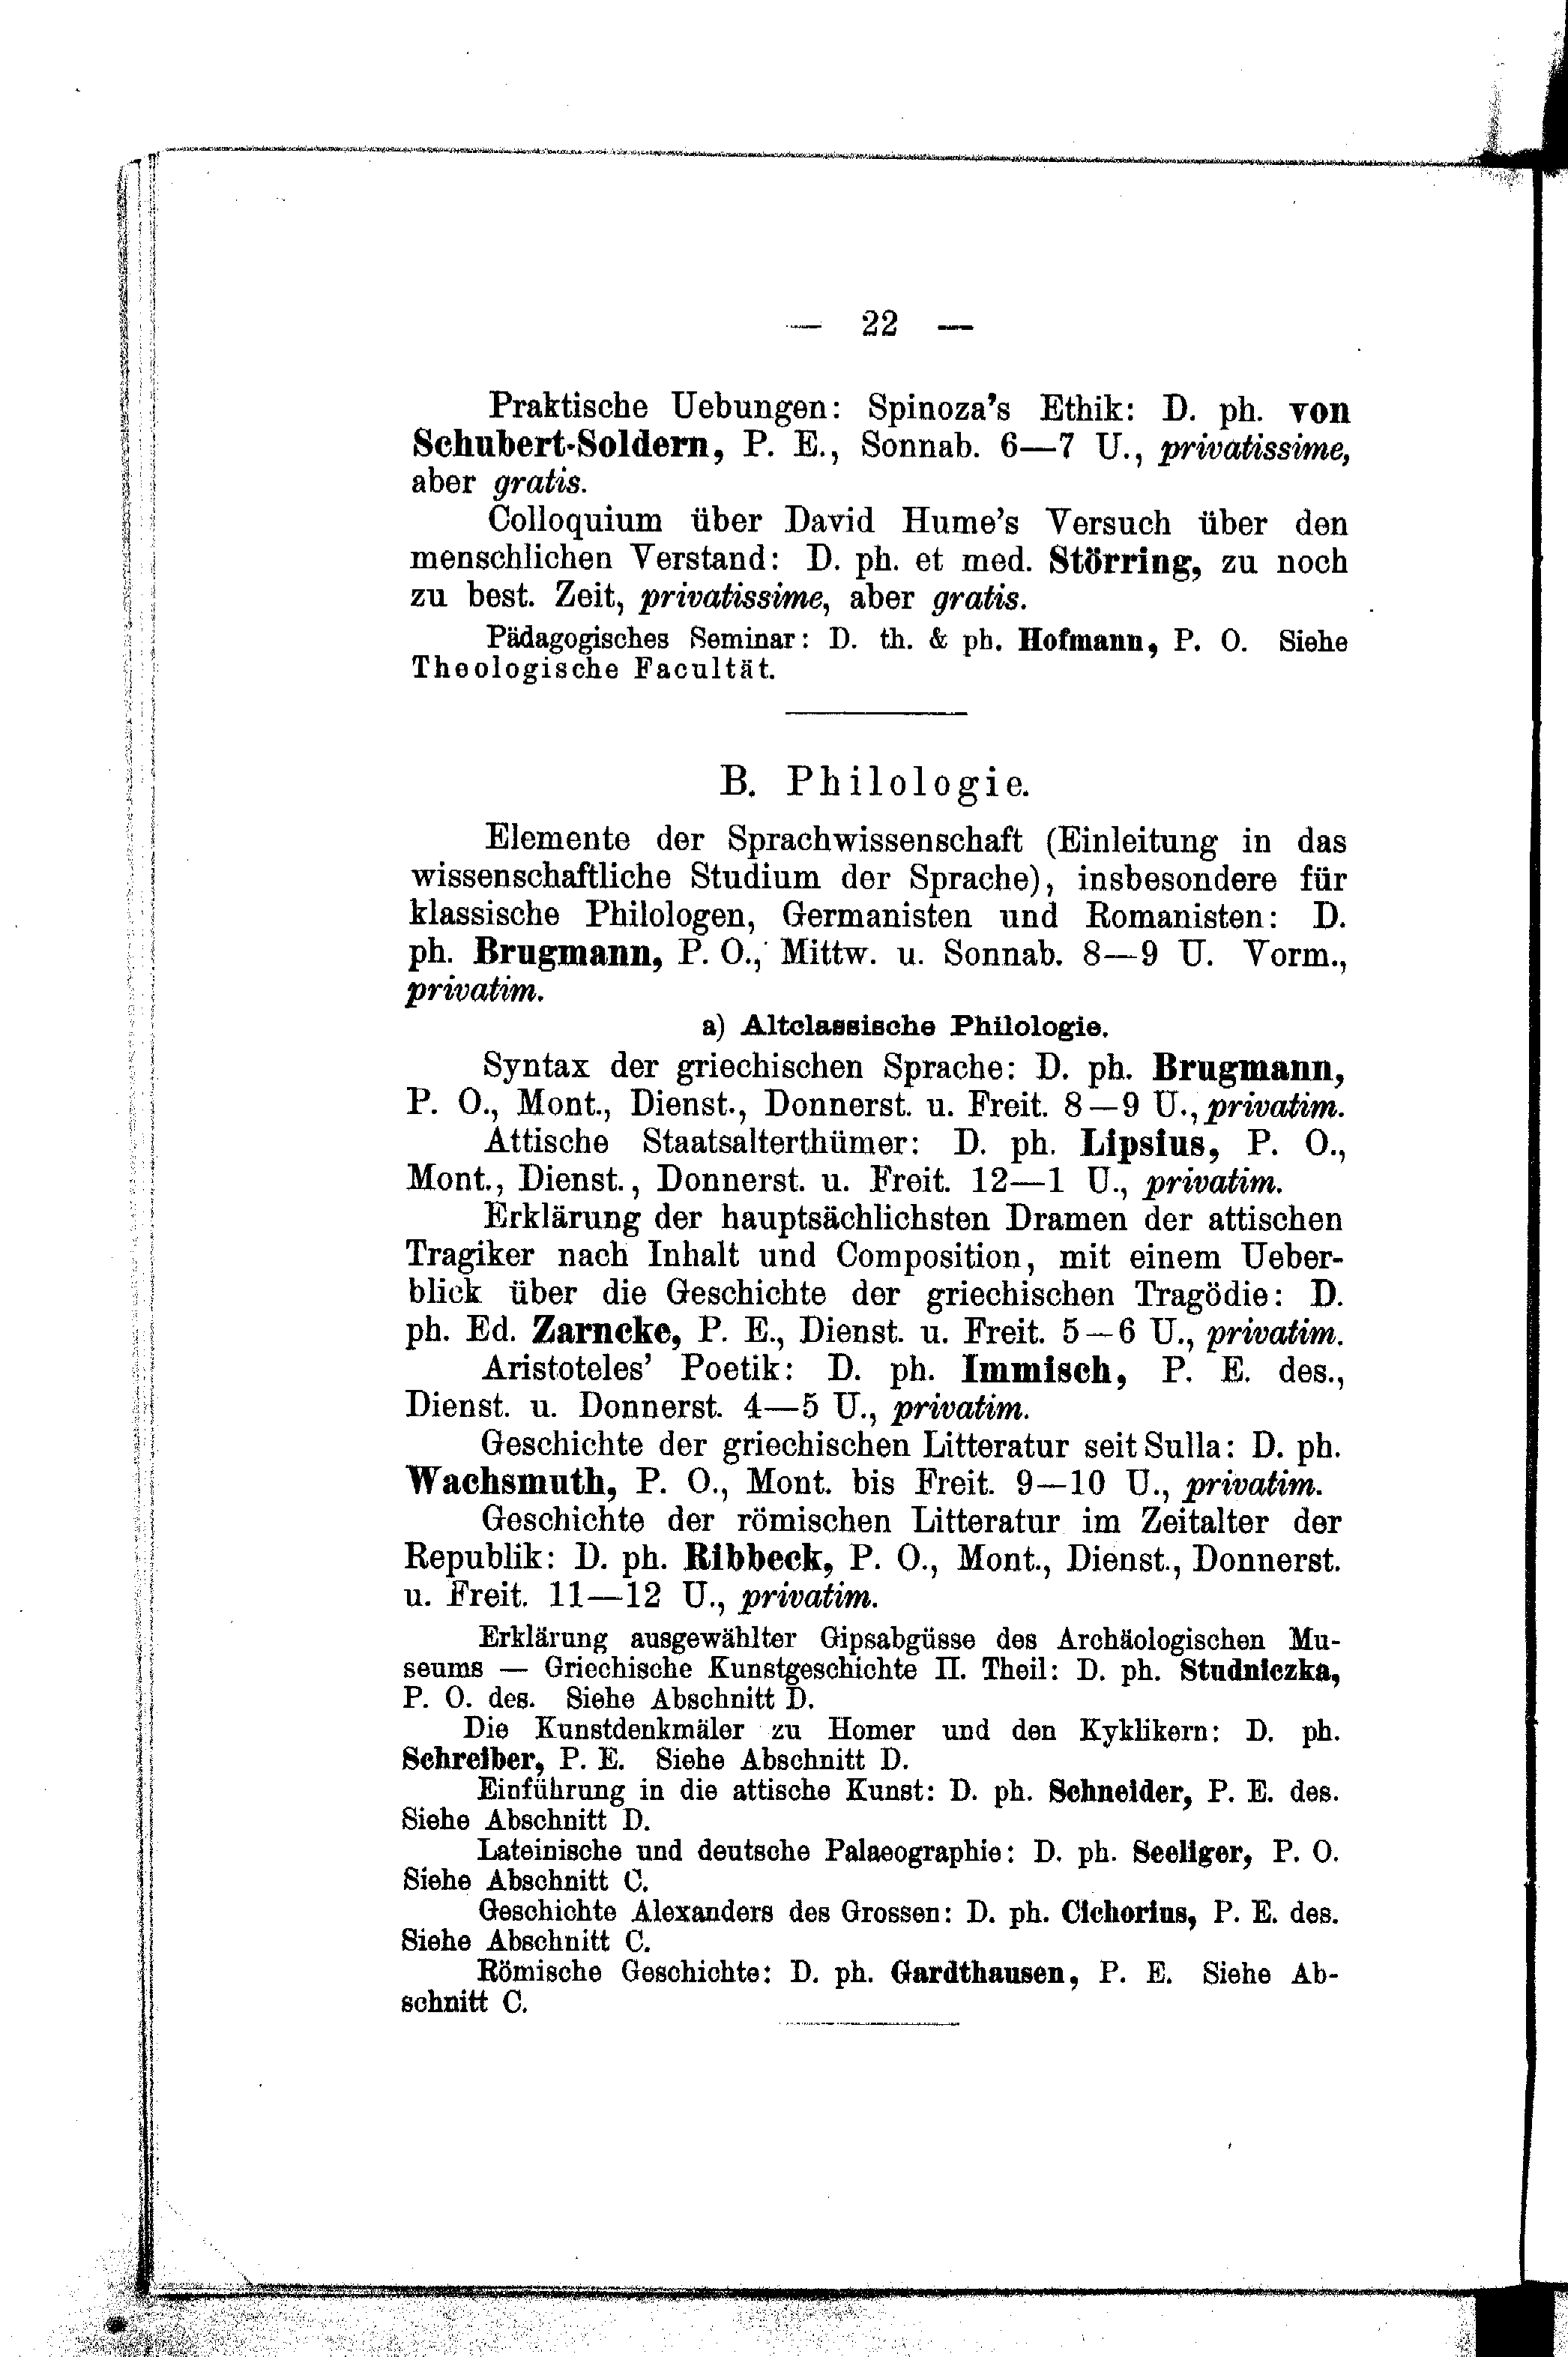 — 22 —
Praktische Uebungen: Spinoza's Ethik: D. ph. von
Schubert-Soldern, P. E., Sonnab. 6—7 U., privatissime,
aber gratis.
Colloquium über David Hume's Versuch über den
menschlichen Verstand: D. ph. et med. Störring, zu noch
zu best. Zeit, privatissime, aber gratis.
Pädagogisches Seminar: D. th. & ph. Hofmann, P. O. Siehe
Theologische Facultät.
B. Philologie.
Elemente der Sprachwissenschaft (Einleitung in das
wissenschaftliche Studium der Sprache), insbesondere für
klassische Philologen, Germanisten und Romanisten: D.
ph. Brugmann, P. O., Mittw. u. Sonnab. 8—9 U. Vorm.,
privatim.
a) Altclassische Philologie.
Syntax der griechischen Sprache: D. ph. Brugmann,
P. O., Mont., Dienst., Donnerst. u. Freit. 8—9 U., privatim.
Attische Staatsalterthümer: D. ph. Lipsius, P. O.,
Mont., Dienst., Donnerst. u. Freit. 12—1 U., privatim.
Erklärung der hauptsächlichsten Dramen der attischen
Tragiker nach Inhalt und Composition, mit einem Ueber-
blick über die Geschichte der griechischen Tragödie: D.
ph. Ed. Zarncke, P. E., Dienst. u. Freit. 5—6 U., privatim.
Aristoteles' Poetik: D. ph. Immisch, P. E. des.,
Dienst. u. Donnerst. 4—5 U., privatim.
Geschichte der griechischen Litteratur seit Sulla: D. ph.
Wachsmuth, P. O., Mont. bis Freit. 9—10 U., privatim.
Geschichte der römischen Litteratur im Zeitalter der
Republik: D. ph. Ribbeck, P. O., Mont., Dienst., Donnerst.
u. Freit. 11—12 U., privatim.
Erklärung ausgewählter Gipsabgüsse des Archäologischen Mu-
seums — Griechische Kunstgeschichte II. Theil: D. ph. Studniczka,
P. O. des. Siehe Abschnitt D.
Die Kunstdenkmäler zu Homer und den Kyklikern: D. ph.
Schreiber, P. E. Siehe Abschnitt D.
Einführung in die attische Kunst: D. ph. Schneider, P. E. des.
Siehe Abschnitt D.
Lateinische und deutsche Palaeographie: D. ph. Seeliger, P. O.
Siehe Abschnitt C.
Geschichte Alexanders des Grossen: D. ph. Cichorius, P. E. des.
Siehe Abschnitt C.
Römische Geschichte: D. ph. Gardthausen, P. E. Siehe Ab-
schnitt C.